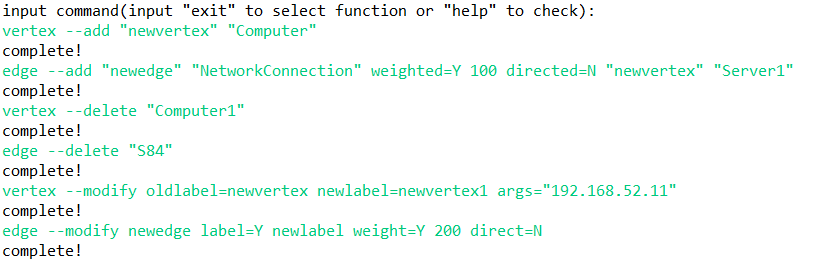 input command(input "exit" to select function or "help" to check):
vertex --add "newvertex" "Computer"
complete!
edge --add "newedge" "NetworkConnection" weighted=Y 100 directed=N "newvertex" "Server1"
complete!
vertex --delete "Computer1"
complete!
edge --delete "S84"
complete!
vertex --modify oldlabel=newvertex newlabel=newvertex1 args="192.168.52.11"
complete!
edge --modify newedge label=Y newlabel weight=Y 200 direct=N
complete!